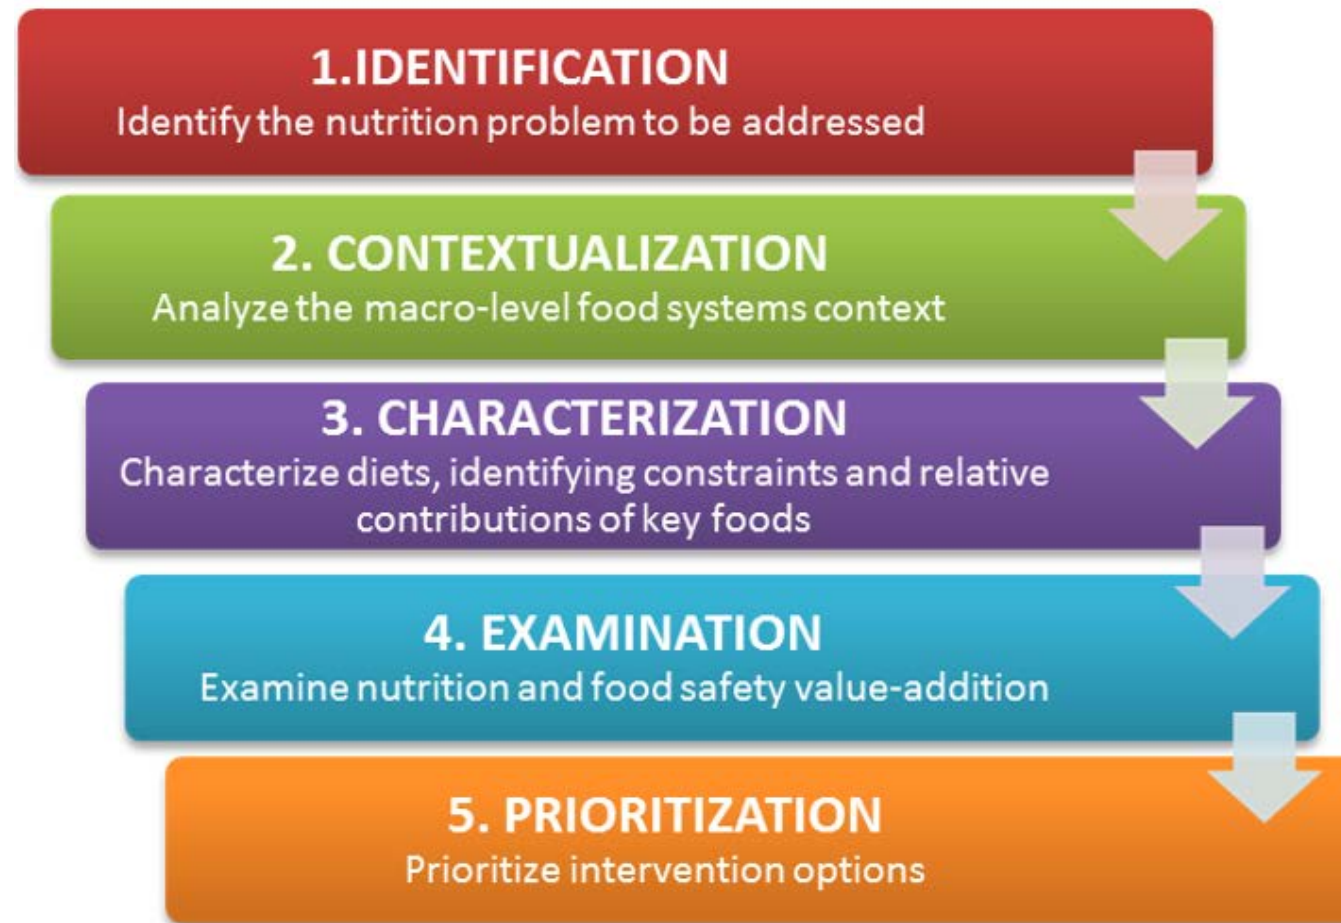 1.IDENTIFICATION
Identify the nutrition problem to be addressed
2. CONTEXTUALIZATION
Analyze the macro-level food systems context
3. CHARACTERIZATION
Characterize diets, identifying constraints and relative
contributions of key foods
4. EXAMINATION
Examine nutrition and food safety value-addition
5. PRIORITIZATION
Prioritize intervention options